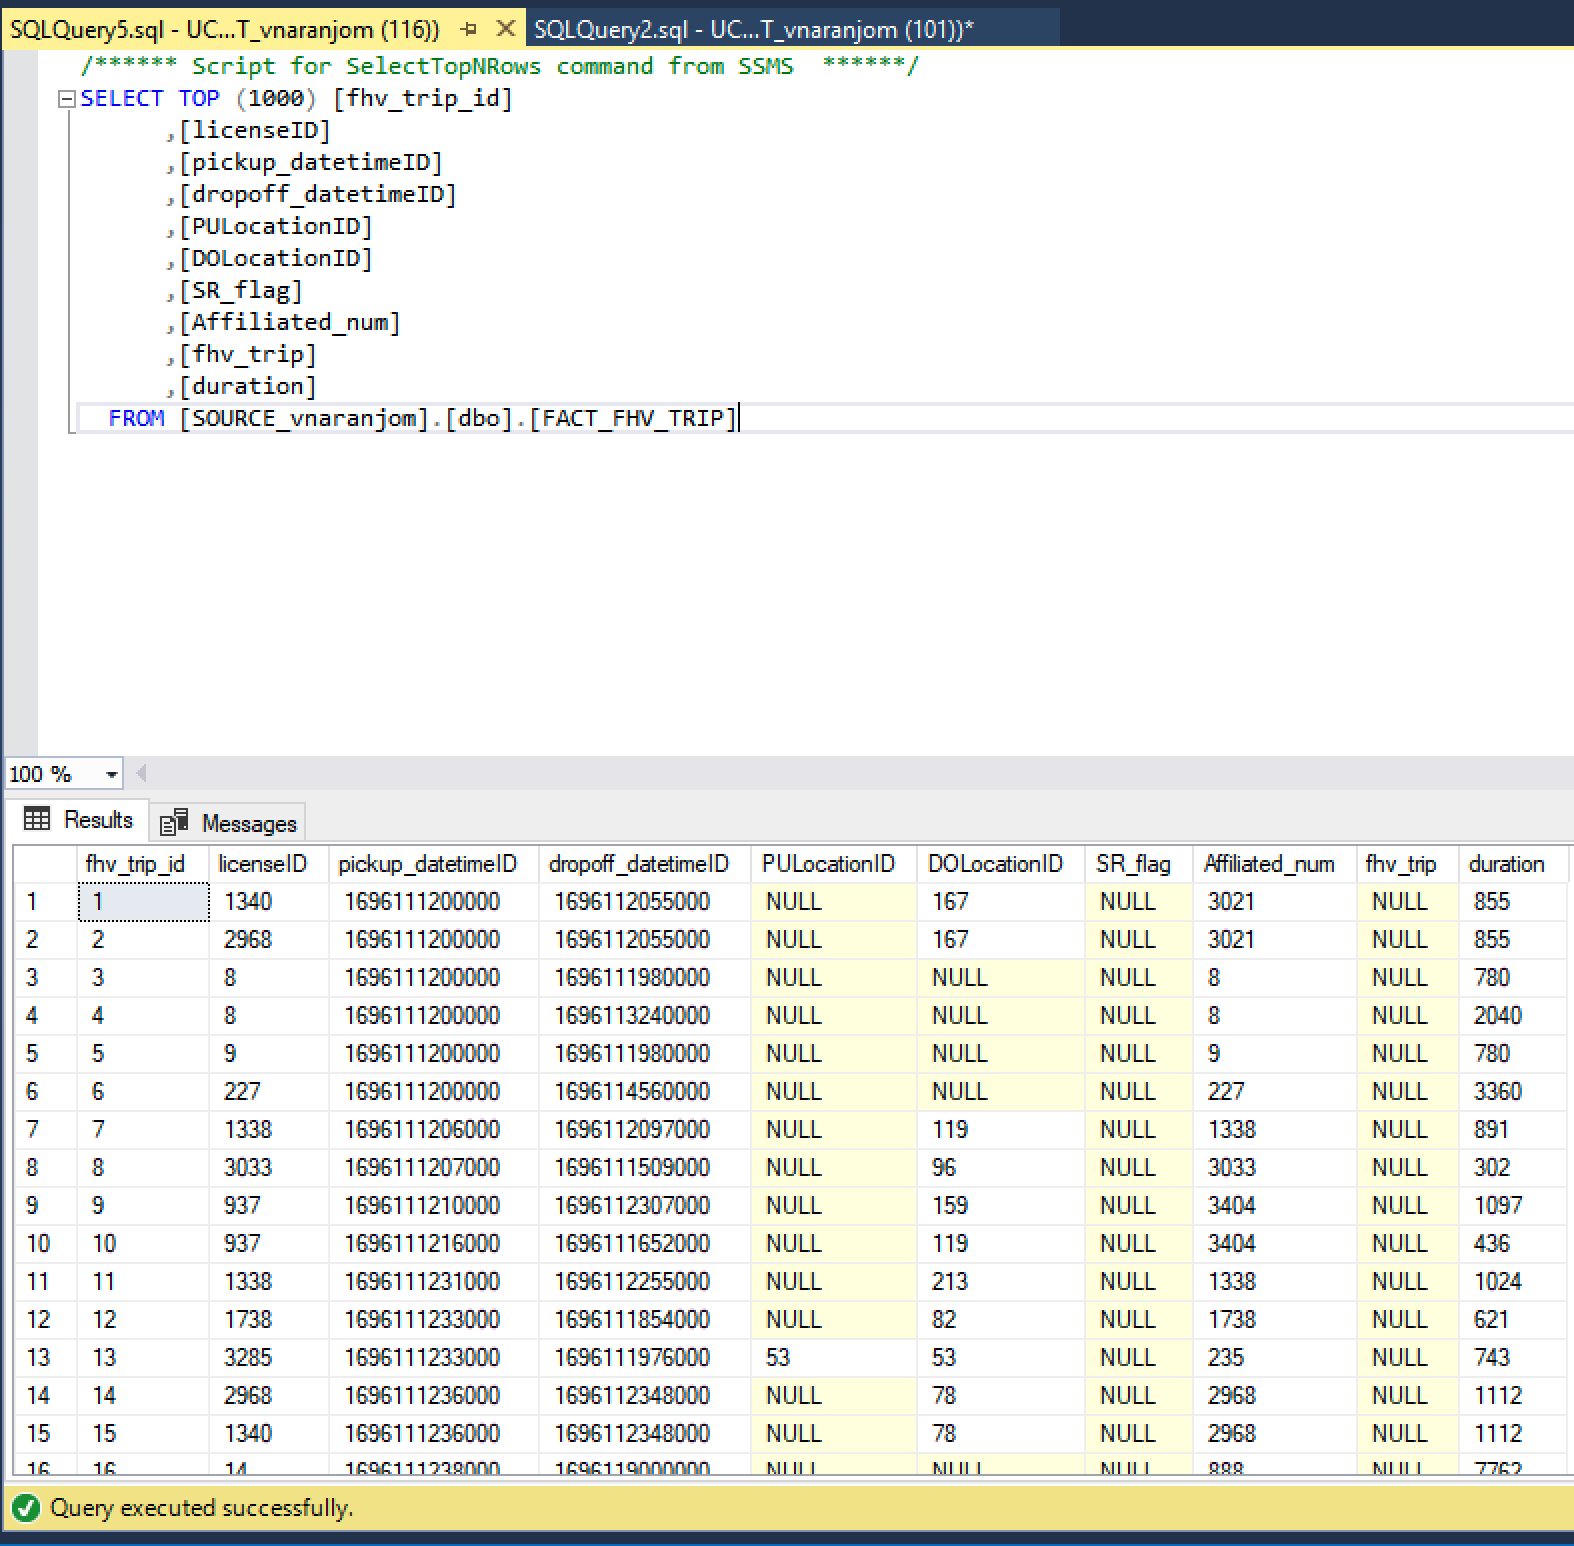 SQLQuery5.sql - UC...T_vnaranjom (116)) SQLQuery2.sql - UC...T_vnaranjom (101))*
/****** Script for SelectTopNRows command from SSMS  ******/
SELECT TOP (1000) [fhv_trip_id]
,[licenseID]
,[pickup_datetimeID]
,[dropoff_datetimeID]
,[PULocationID]
,[DOLocationID]
,[SR_flag]
,[Affiliated_num]
,[fhv_trip]
,[duration]
FROM [SOURCE_vnaranjom].[dbo].[FACT_FHV_TRIP]
100 %
Results Messages
fhv_trip_id licenseID pickup_datetimeID dropoff_datetimeID PULocationID DOLocationID SR_flag Affiliated_num fhv_trip duration
1 1 1340 1696111200000 1696112055000 NULL 167 NULL 3021 NULL 855
2 2 2968 1696111200000 1696112055000 NULL 167 NULL 3021 NULL 855
3 3 8 1696111200000 1696111980000 NULL NULL NULL 8 NULL 780
4 4 8 1696111200000 1696113240000 NULL NULL NULL 8 NULL 2040
5 5 9 1696111200000 1696111980000 NULL NULL NULL 9 NULL 780
6 6 227 1696111200000 1696114560000 NULL NULL NULL 227 NULL 3360
7 7 1338 1696111206000 1696112097000 NULL 119 NULL 1338 NULL 891
8 8 3033 1696111207000 1696111509000 NULL 96 NULL 3033 NULL 302
9 9 937 1696111210000 1696112307000 NULL 159 NULL 3404 NULL 1097
10 10 937 1696111216000 1696111652000 NULL 119 NULL 3404 NULL 436
11 11 1338 1696111231000 1696112255000 NULL 213 NULL 1338 NULL 1024
12 12 1738 1696111233000 1696111854000 NULL 82 NULL 1738 NULL 621
13 13 3285 1696111233000 1696111976000 53 53 NULL 235 NULL 743
14 14 2968 1696111236000 1696112348000 NULL 78 NULL 2968 NULL 1112
15 15 1340 1696111236000 1696112348000 NULL 78 NULL 2968 NULL 1112
16 16 14 1696111238000 1696119000000 NULL NULL NULL 888 NULL 7762
Query executed successfully.